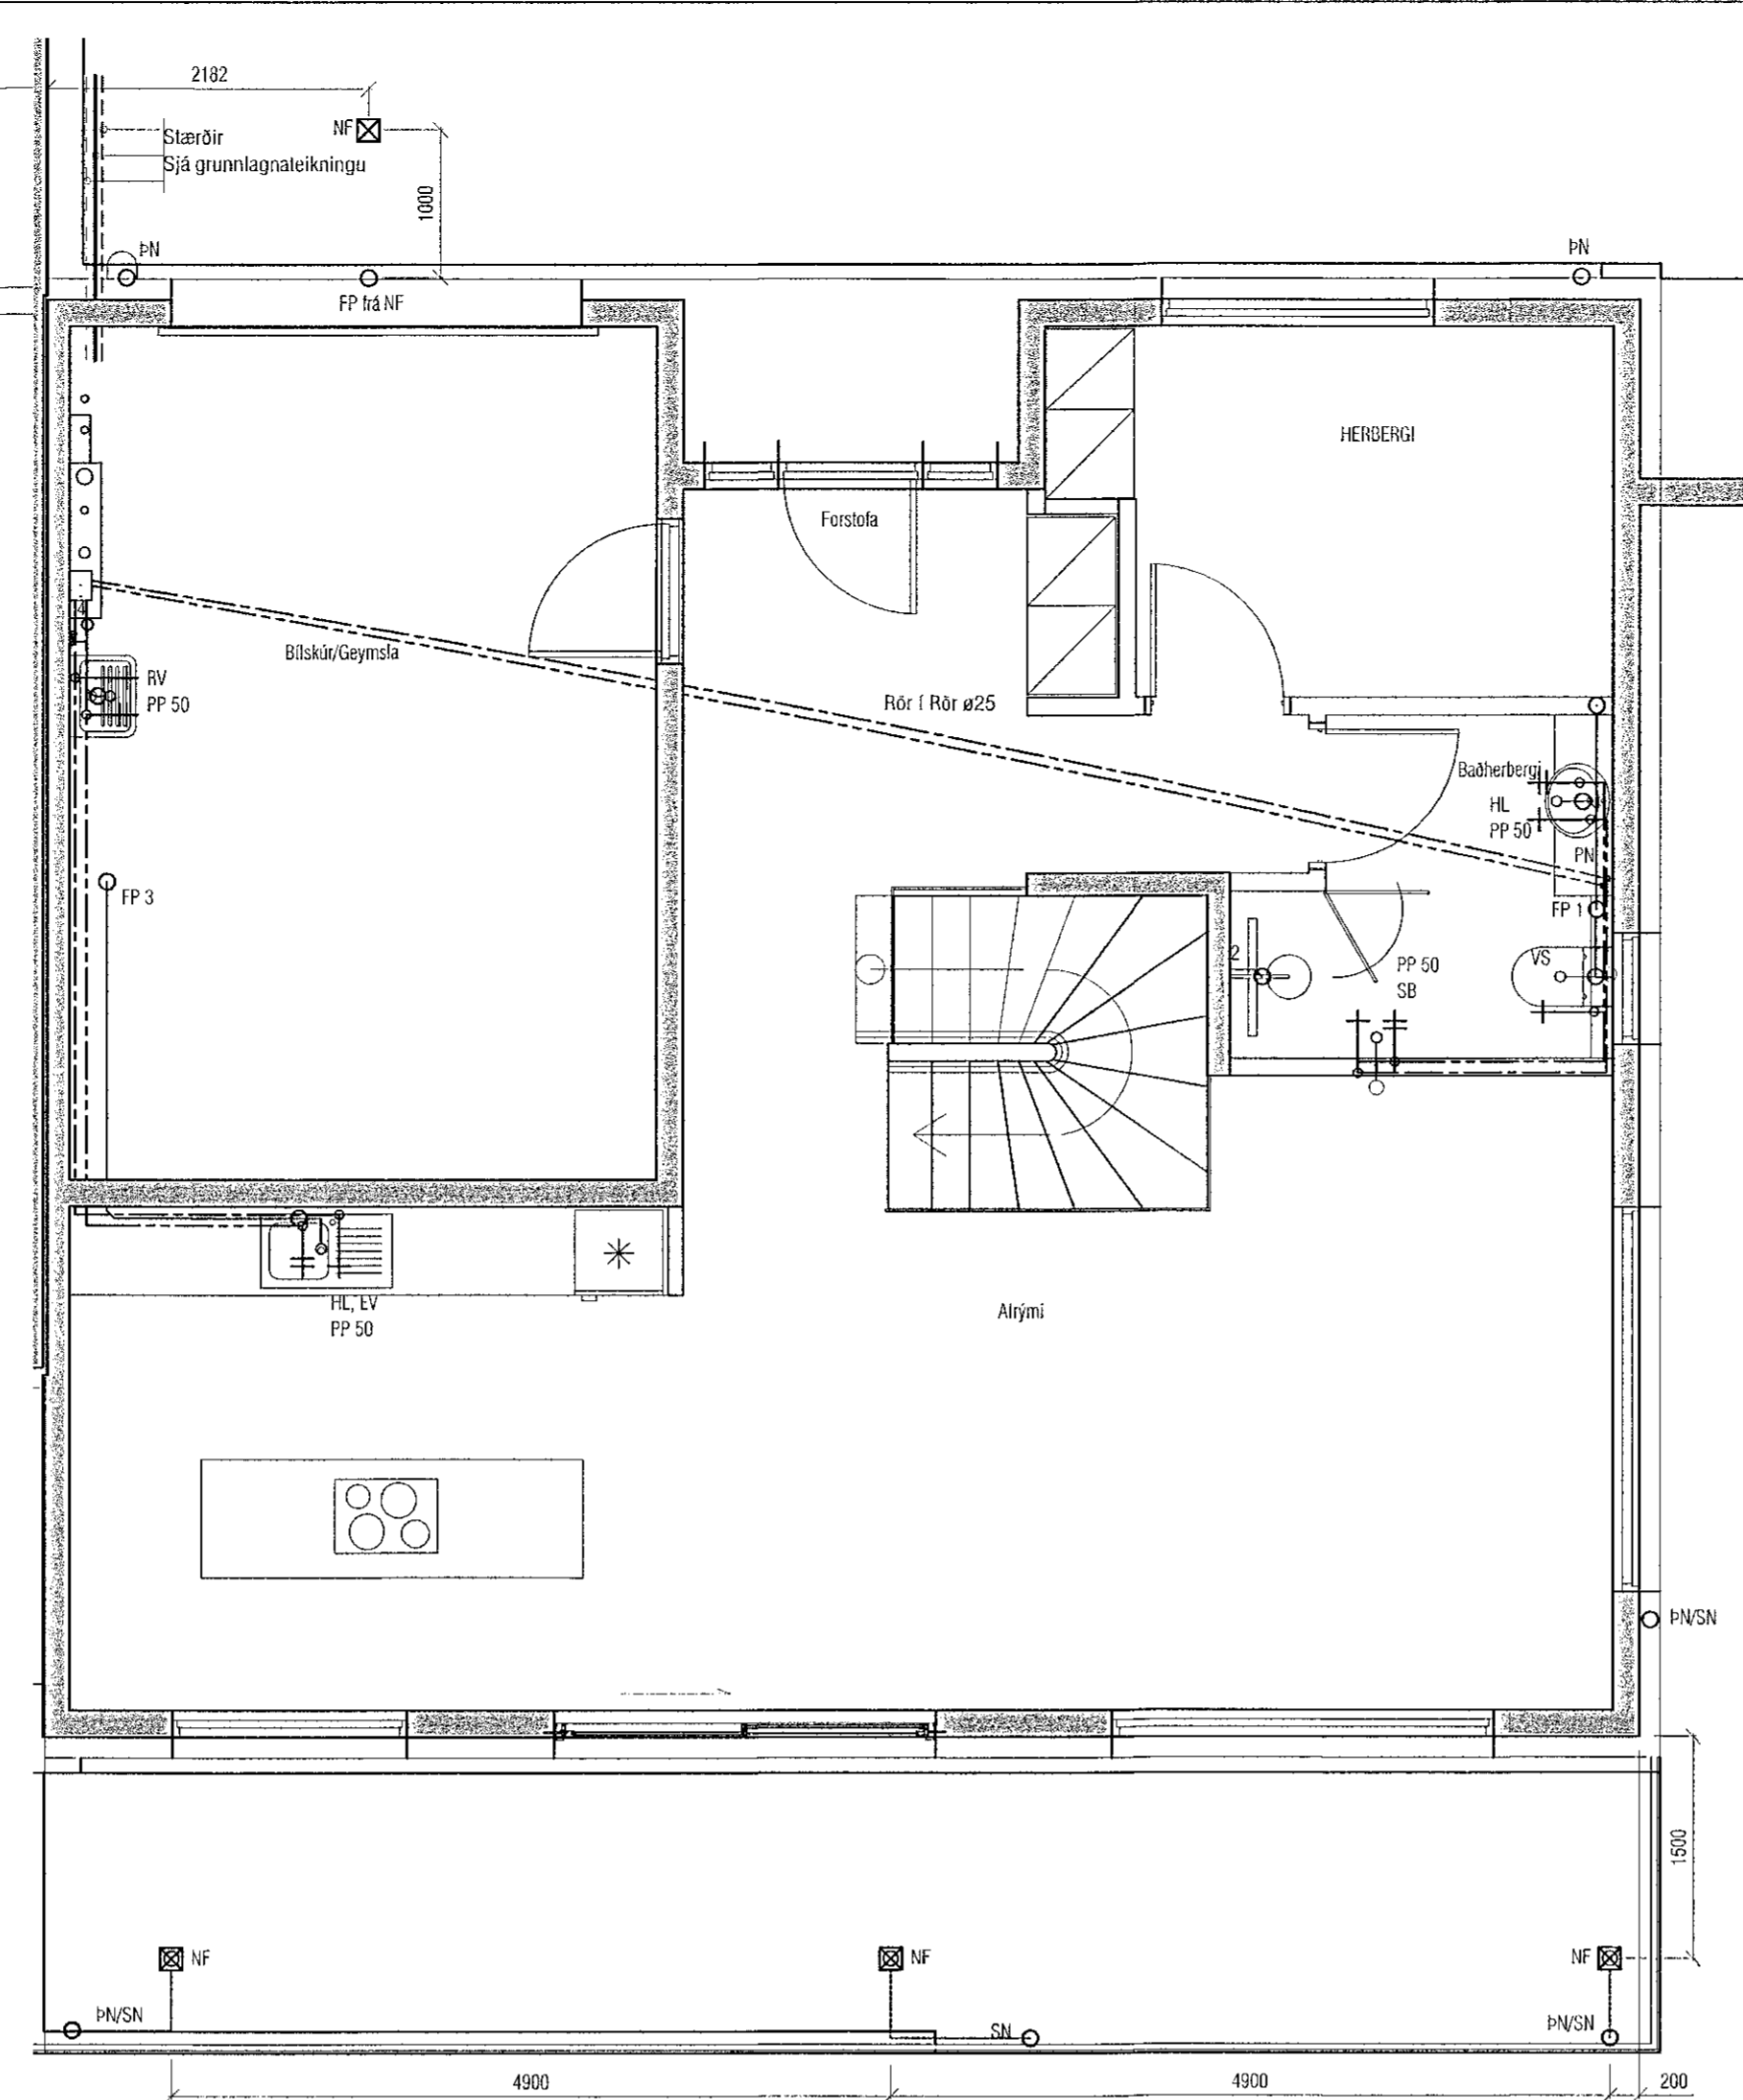 2182
NF
Stærðir
Sjá grunnlagnateikningu
1000
ÞN
ÞN
FP frá NF
HERBERGI
Forstofa
4
Bílskúr/Geymsla
RV
PP 50
Rör í Rör ø25
Baðherbergi
HL
PP 50
PN
FP 3
FP 1
2
PP 50
SB
VS
HL, EV
PP 50
Alrými
ÞN/SN
1500
NF
NF
NF
ÞN/SN
SN
ÞN/SN
4900
4900
200